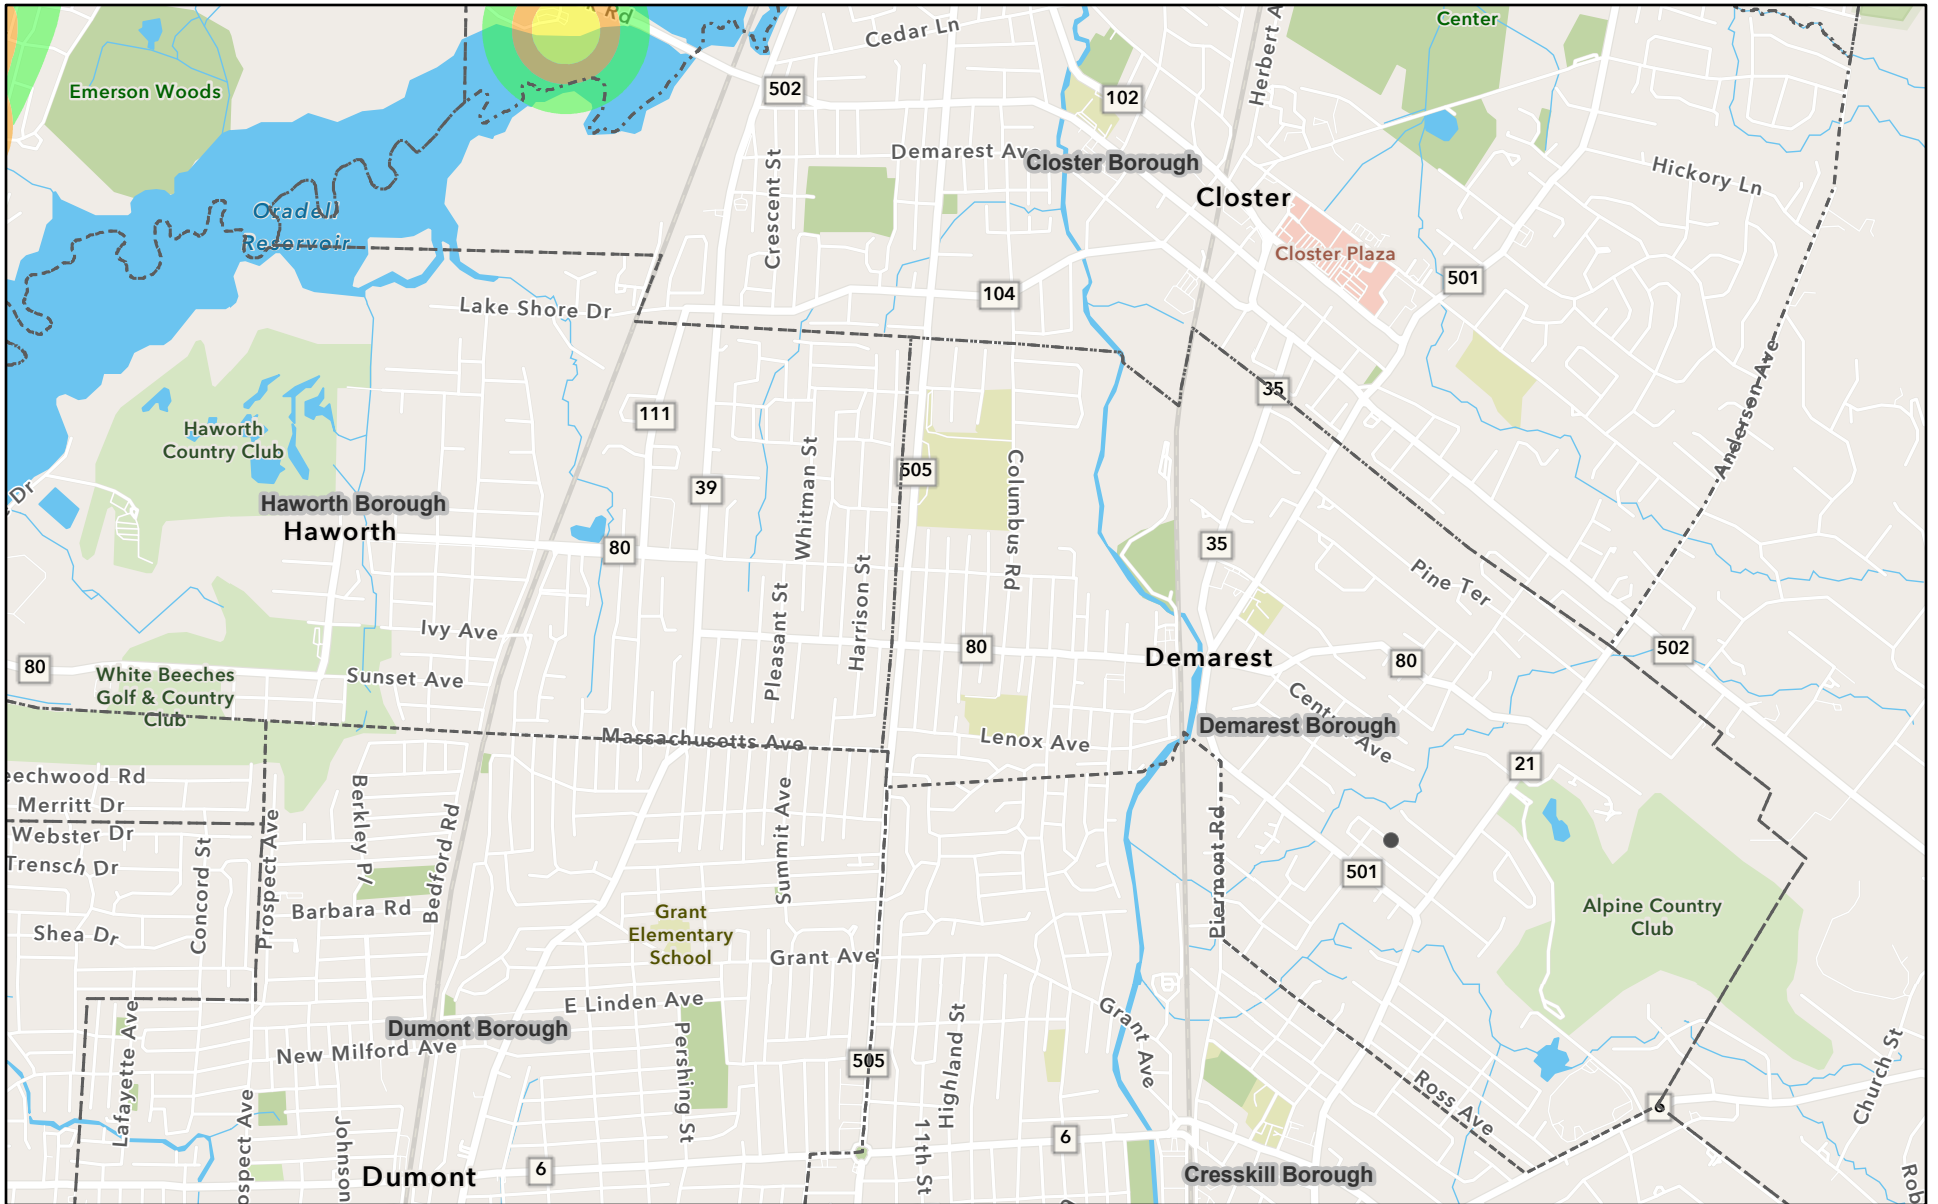 k Rd
Cedar Ln
Center
Herbert A
Emerson Woods
502
102
Demarest Ave
Closter Borough
Hickory Ln
Closter
Crescent St
Oradell
Reservoir
Closter Plaza
501
104
Lake Shore Dr
Anderson Ave
35
111
Haworth
Country Club
505
39
Whitman St
Columbus Rd
Dr
Haworth Borough
Haworth
80
35
Pine Ter
Harrison St
Pleasant St
Ivy Ave
80
Demarest
80
502
80
Sunset Ave
White Beeches
Golf & Country
Club
Demarest Borough
Massachusetts Ave
Lenox Ave
21
eechwood Rd
Merritt Dr
Webster Dr
Trensch Dr
Berkley Pl
Bedford Rd
Summit Ave
Piermont Rd
501
Concord St
Prospect Ave
Barbara Rd
Shea Dr
Grant
Elementary
School
Grant Ave
Alpine Country
Club
E Linden Ave
Dumont Borough
New Milford Ave
Lafayette Ave
Pershing St
505
Highland St
Grant Ave
Ross Ave
6
Church St
ospect Ave
Johnson
11th St
6
Dumont
6
Cresskill Borough
Rob